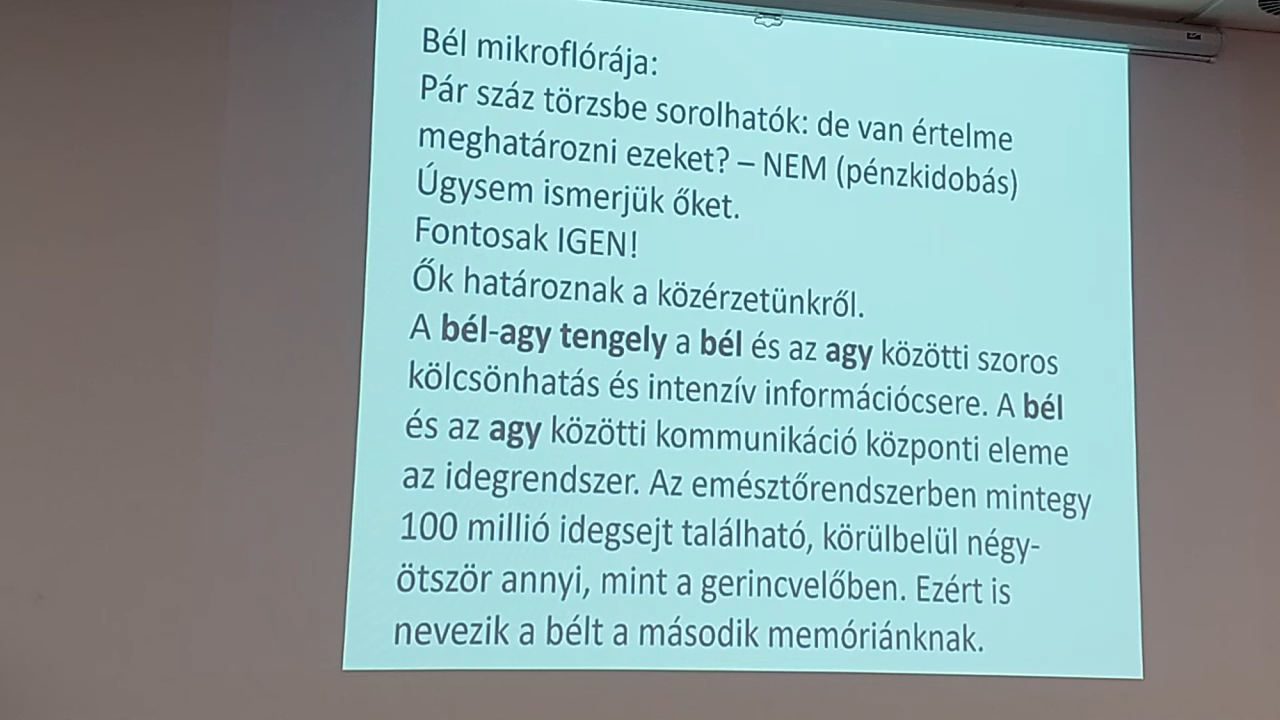 Bél mikroflórája:
Pár száz törzsbe sorolhatók: de van értelme
meghatározni ezeket? – NEM (pénzkidobás)
Úgysem ismerjük őket.
Fontosak IGEN!
Ők határoznak a közérzetünkről.
A bél-agy tengely a bél és az agy közötti szoros
kölcsönhatás és intenzív információcsere. A bél
és az agy közötti kommunikáció központi eleme
az idegrendszer. Az emésztőrendszerben mintegy
100 millió idegsejt található, körülbelül négy-
ötször annyi, mint a gerincvelőben. Ezért is
nevezik a bélt a második memóriánknak.